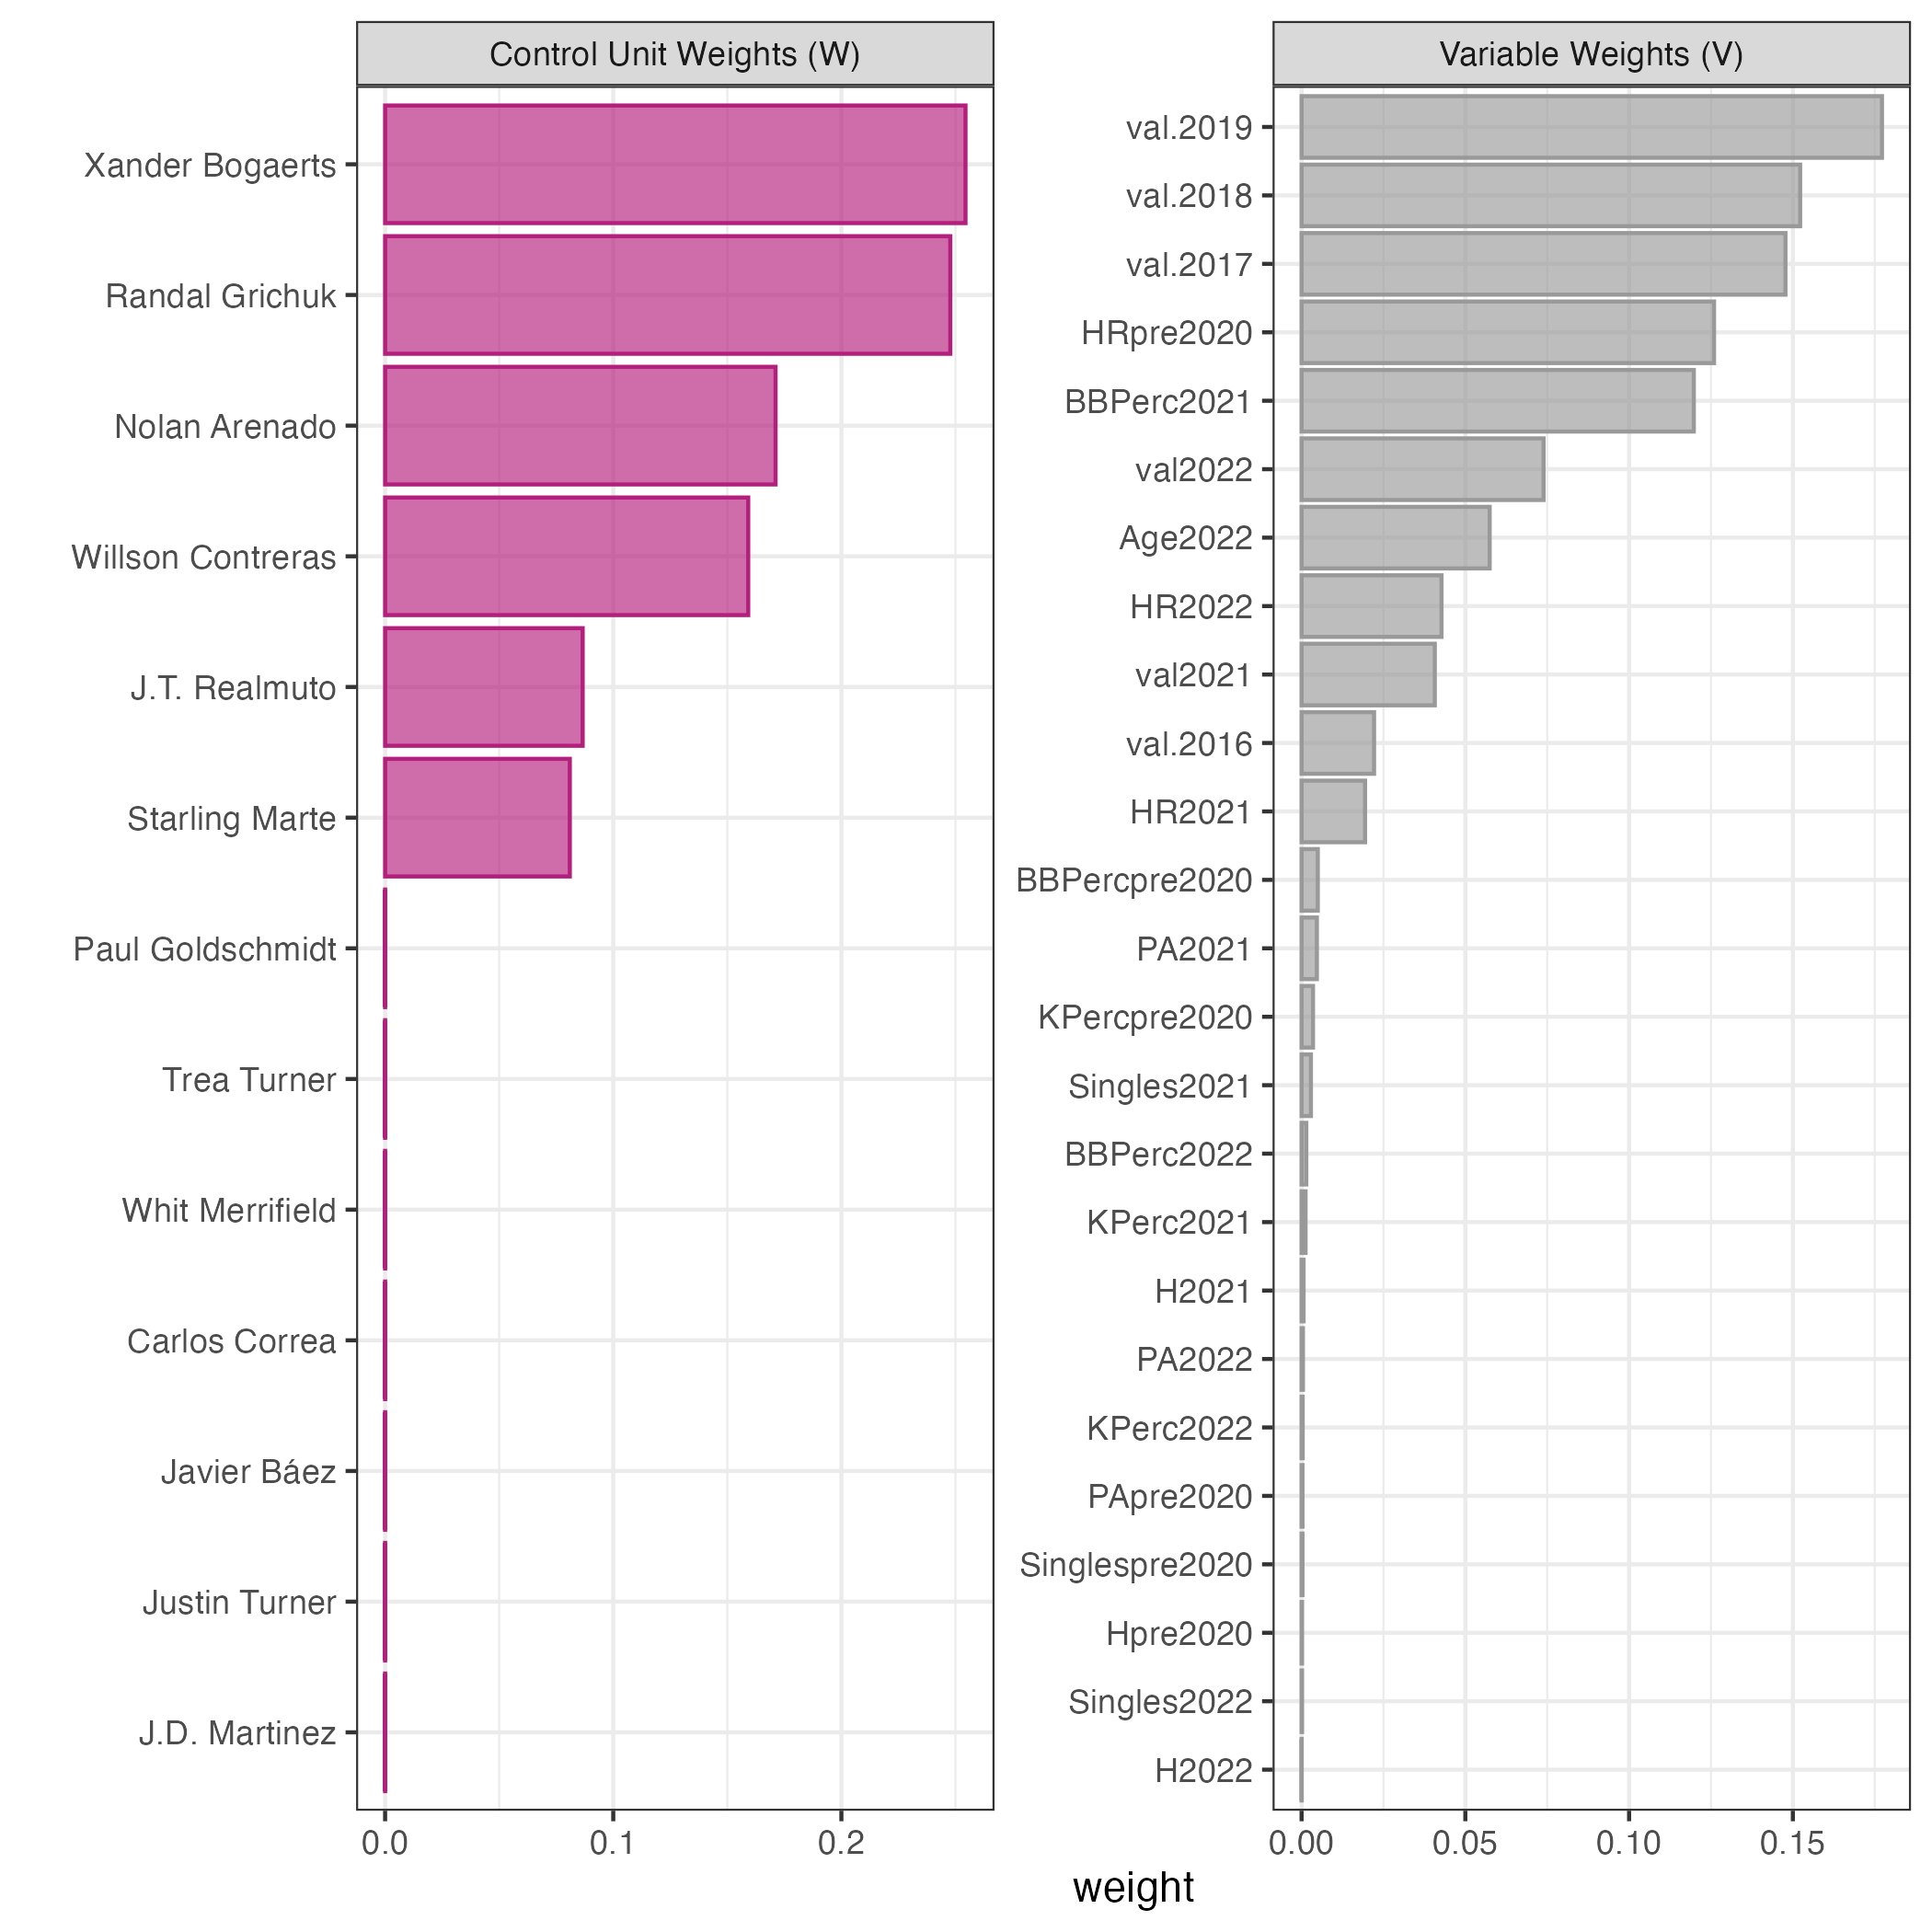 Control Unit Weights (W)
Xander Bogaerts
Randal Grichuk
Nolan Arenado
Willson Contreras
J.T. Realmuto
Starling Marte
Paul Goldschmidt
Trea Turner
Whit Merrifield
Carlos Correa
Javier Báez
Justin Turner
J.D. Martinez
0.0 0.1 0.2
Variable Weights (V)
val.2019
val.2018
val.2017
HRpre2020
BBPerc2021
val2022
Age2022
HR2022
val2021
val.2016
HR2021
BBPercpre2020
PA2021
KPercpre2020
Singles2021
BBPerc2022
KPerc2021
H2021
PA2022
KPerc2022
PApre2020
Singlespre2020
Hpre2020
Singles2022
H2022
0.00 0.05 0.10 0.15
weight